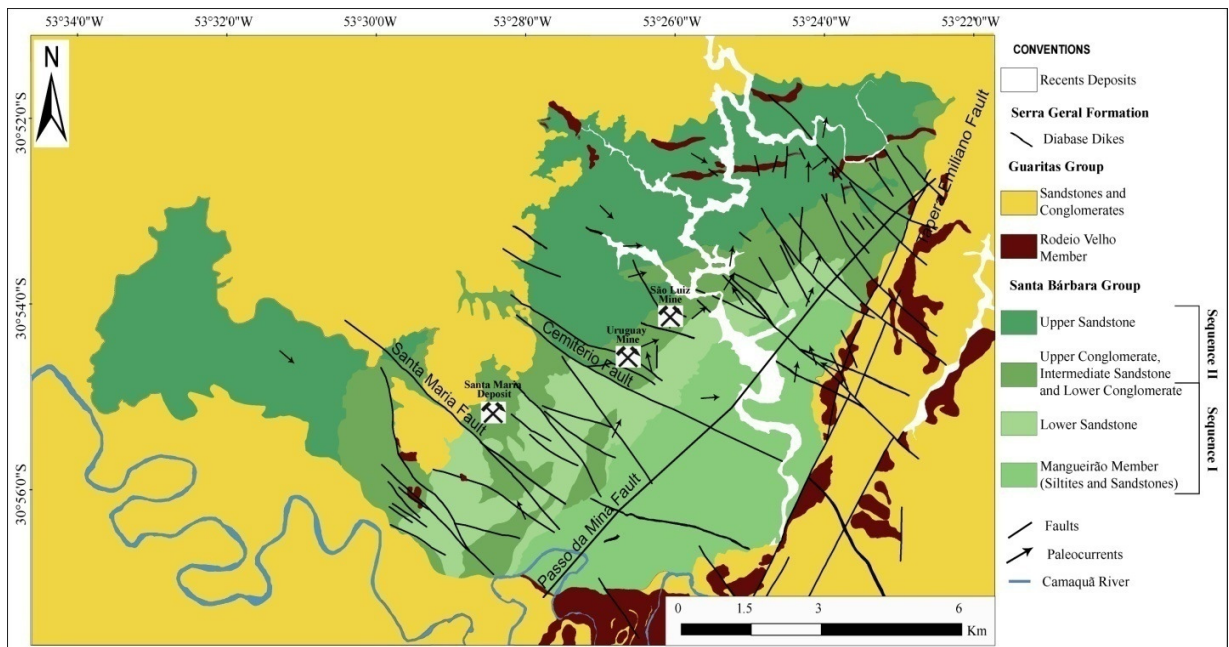 53°34'0"W
53°32'0"W
53°30'0"W
53°28'0"W
53°26'0"W
53°24'0"W
53°22'0"W
N
30°52'0"S
30°54'0"S
30°56'0"S
Tapera Emiliano Fault
São Luiz
Mine
Uruguay
Mine
Cemitério Fault
Santa Maria Fault
Santa Maria
Deposit
Passo da Mina Fault
0
1.5
3
6
Km
CONVENTIONS
Recents Deposits
Serra Geral Formation
Diabase Dikes
Guaritas Group
Sandstones and
Conglomerates
Rodeio Velho
Member
Santa Bárbara Group
Upper Sandstone
Upper Conglomerate,
Intermediate Sandstone
and Lower Conglomerate
Lower Sandstone
Mangueirão Member
(Siltites and Sandstones)
Sequence II
Sequence I
Faults
Paleocurrents
Camaquã River